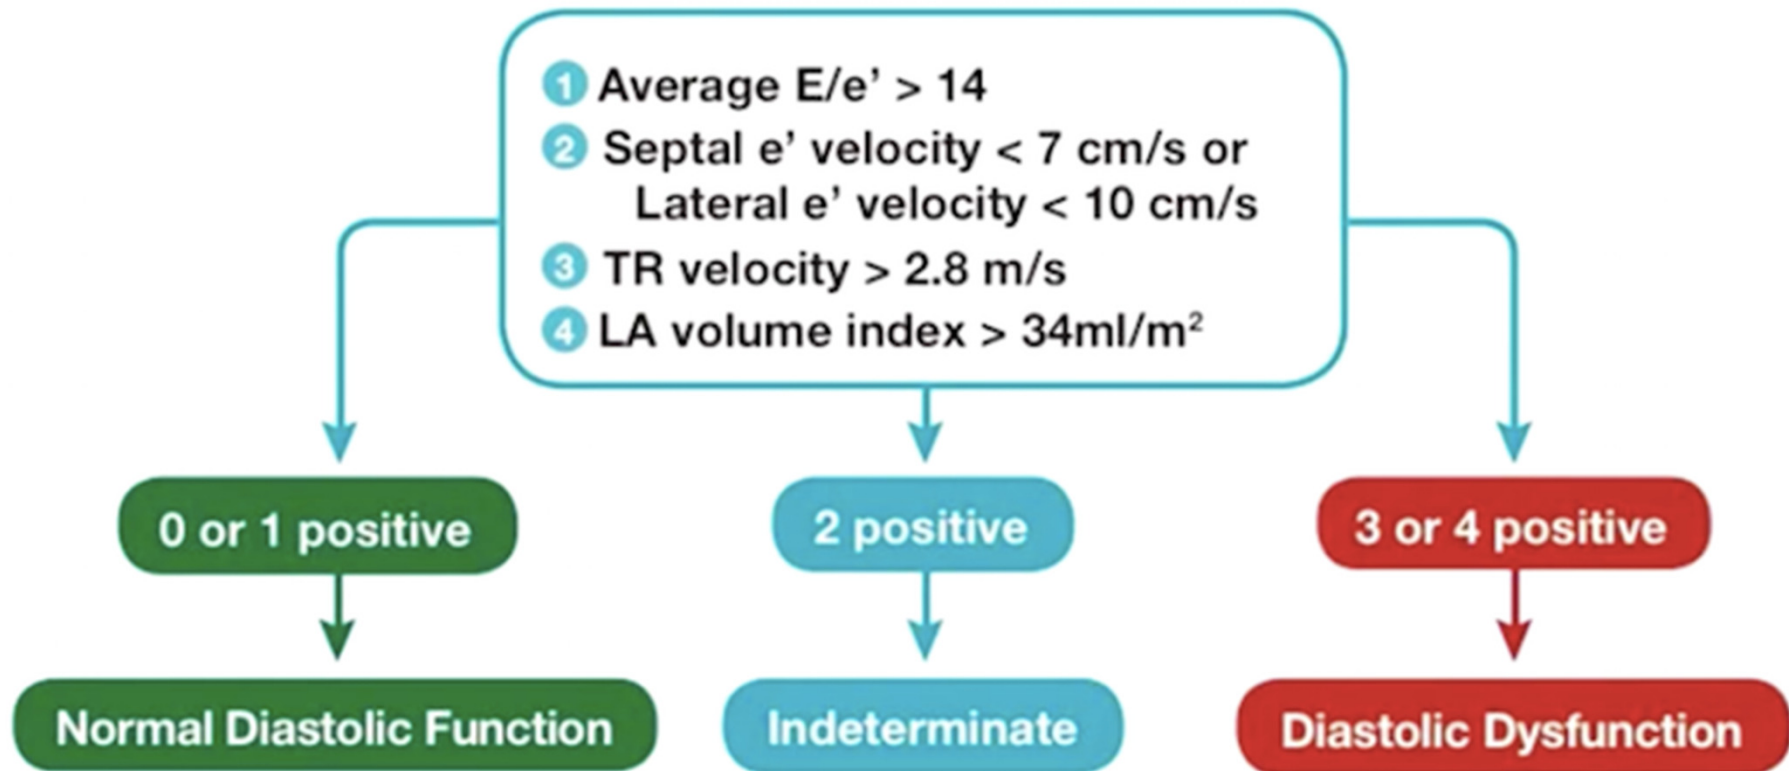 1 Average E/e’ > 14
2 Septal e’ velocity < 7 cm/s or
Lateral e’ velocity < 10 cm/s
3 TR velocity > 2.8 m/s
4 LA volume index > 34ml/m²
0 or 1 positive
2 positive
3 or 4 positive
Normal Diastolic Function
Indeterminate
Diastolic Dysfunction